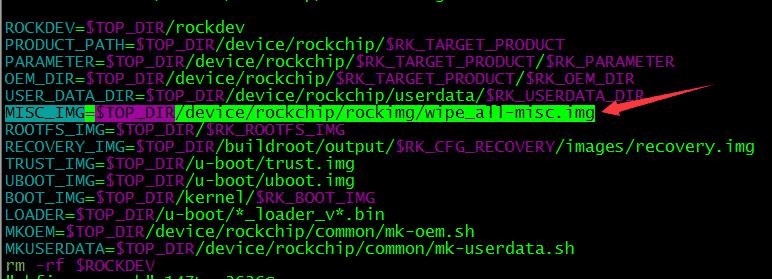 ROCKDEV=$TOP_DIR/rockdev
PRODUCT_PATH=$TOP_DIR/device/rockchip/$RK_TARGET_PRODUCT
PARAMETER=$TOP_DIR/device/rockchip/$RK_TARGET_PRODUCT/$RK_PARAMETER
OEM_DIR=$TOP_DIR/device/rockchip/$RK_TARGET_PRODUCT/$RK_OEM_DIR
USER_DATA_DIR=$TOP_DIR/device/rockchip/userdata/$RK_USERDATA_DIR
MISC_IMG=$TOP_DIR/device/rockchip/rockimg/wipe_all-misc.img
ROOTFS_IMG=$TOP_DIR/$RK_ROOTFS_IMG
RECOVERY_IMG=$TOP_DIR/buildroot/output/$RK_CFG_RECOVERY/images/recovery.img
TRUST_IMG=$TOP_DIR/u-boot/trust.img
UBOOT_IMG=$TOP_DIR/u-boot/uboot.img
BOOT_IMG=$TOP_DIR/kernel/$RK_BOOT_IMG
LOADER=$TOP_DIR/u-boot/*_loader_v*.bin
MKOEM=$TOP_DIR/device/rockchip/common/mk-oem.sh
MKUSERDATA=$TOP_DIR/device/rockchip/common/mk-userdata.sh
rm -rf $ROCKDEV